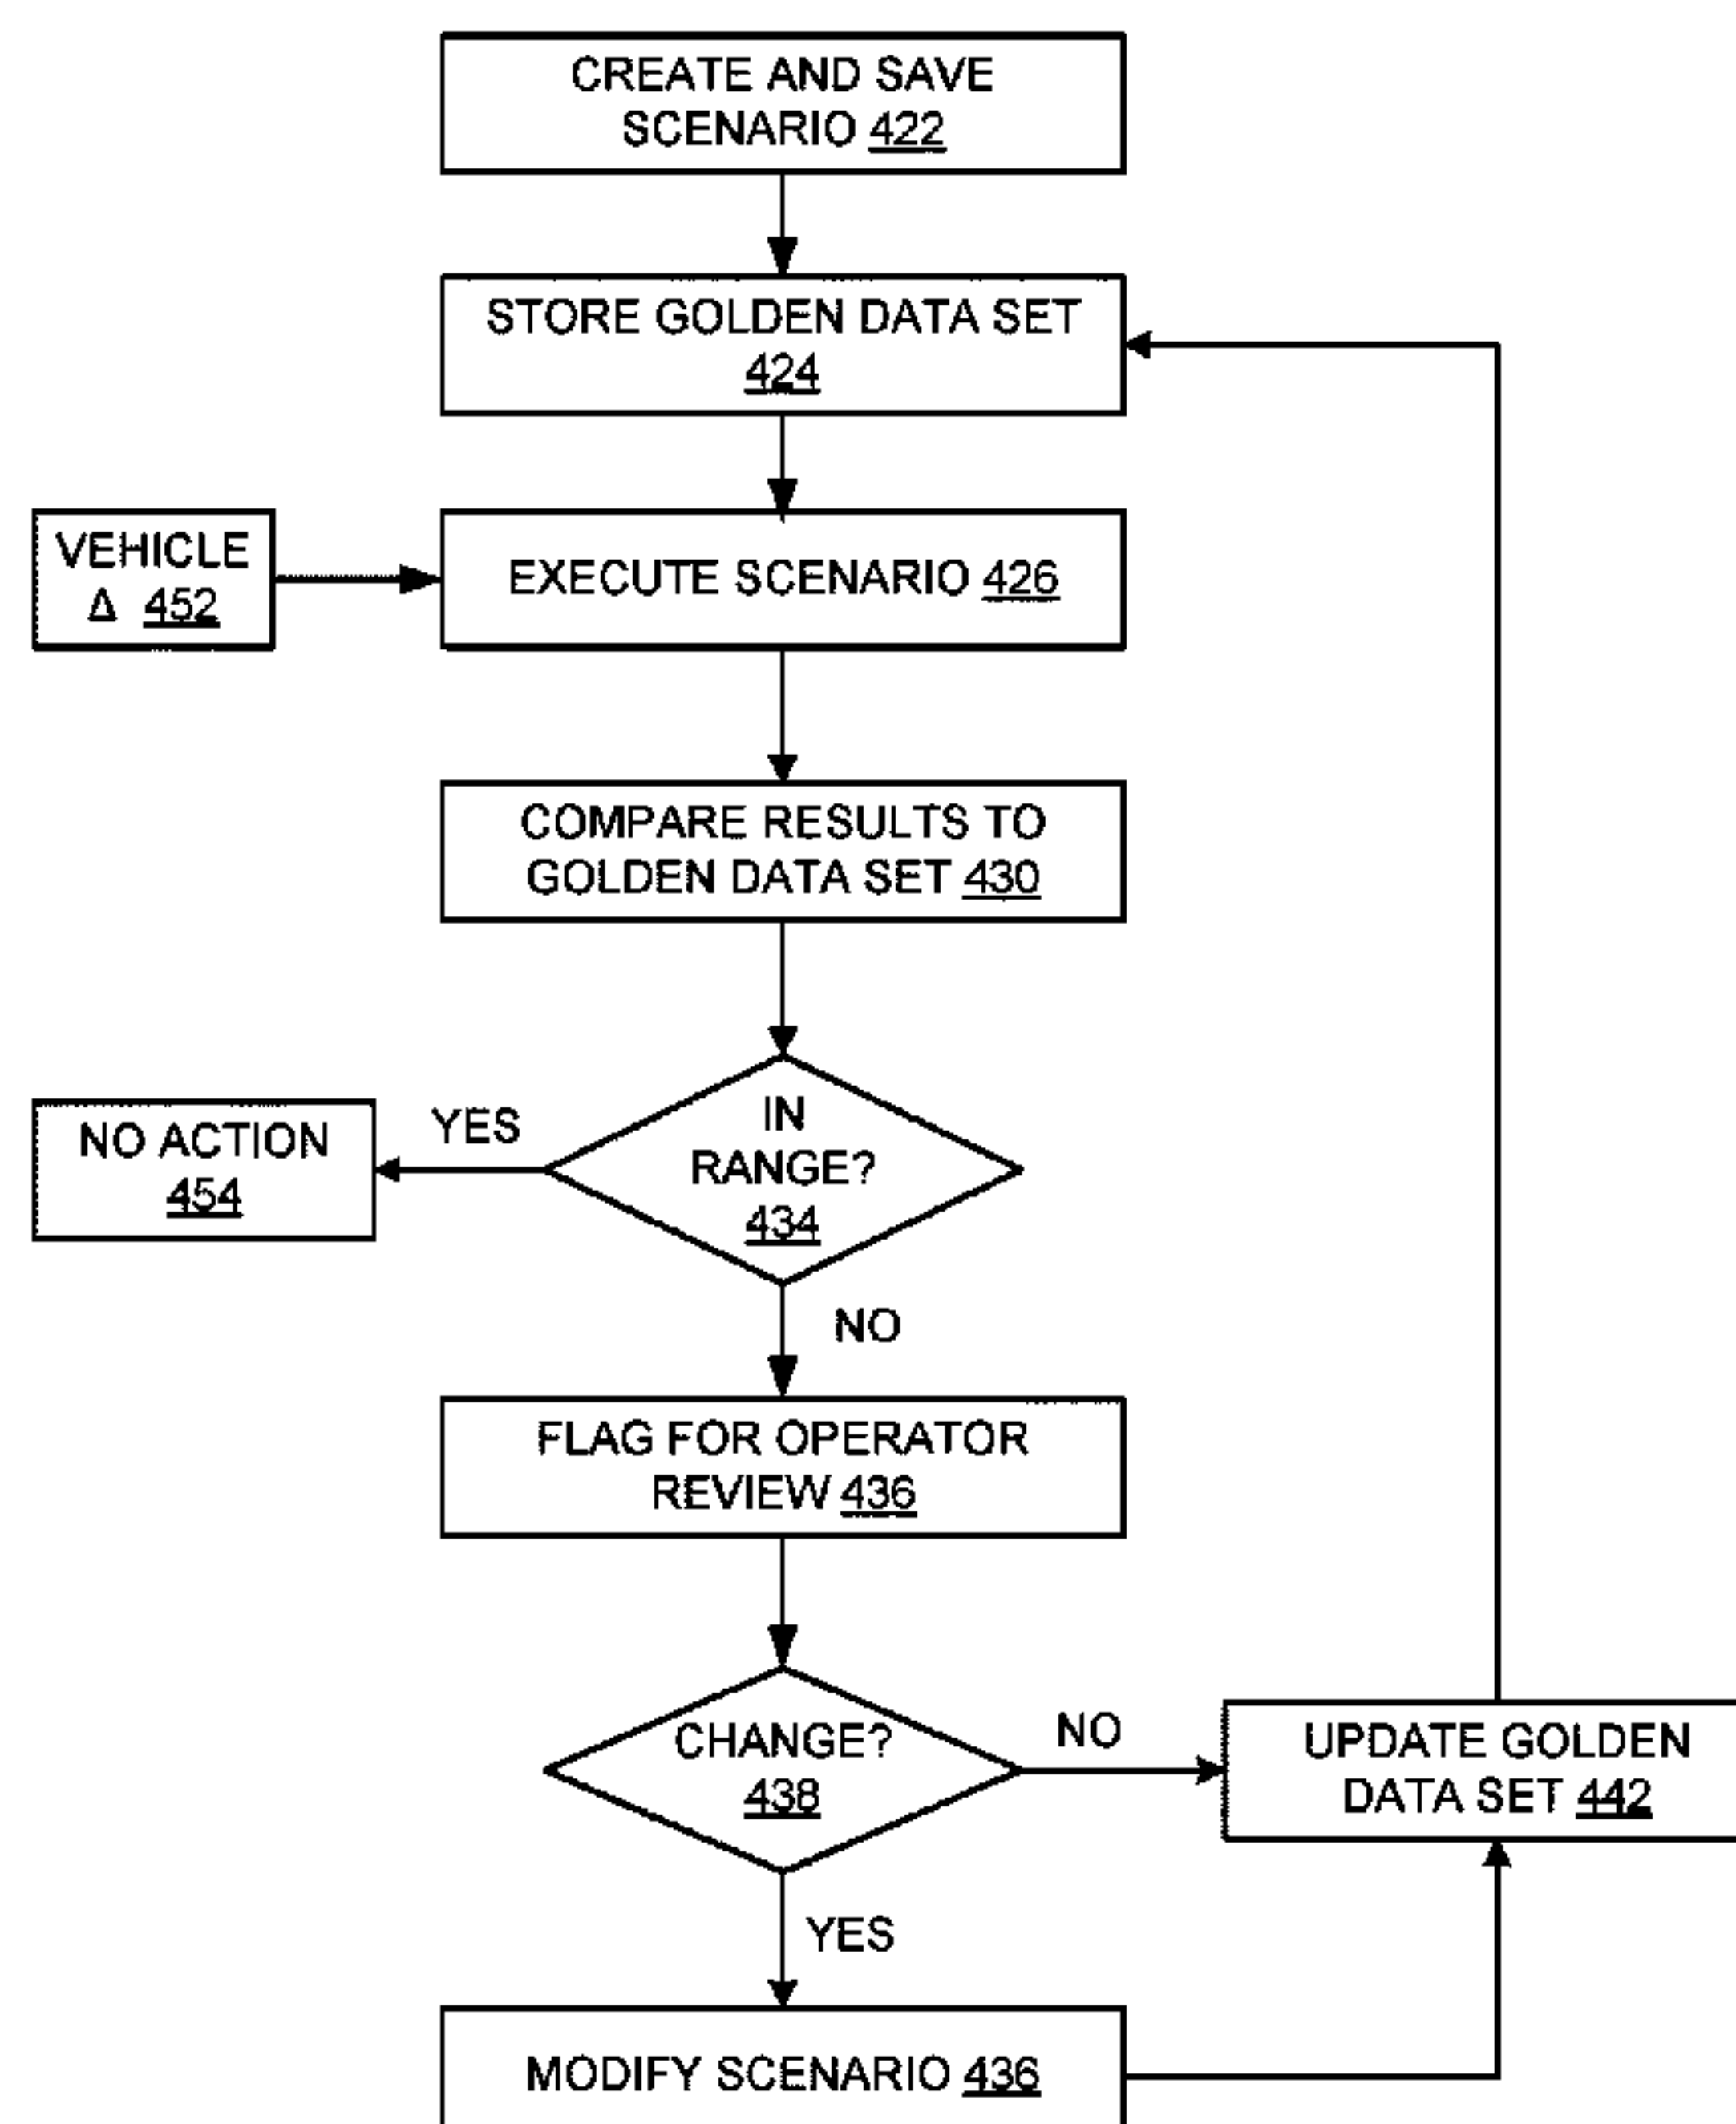 CREATE AND SAVE
SCENARIO 422
STORE GOLDEN DATA SET
424
VEHICLE
Δ 452
EXECUTE SCENARIO 426
COMPARE RESULTS TO
GOLDEN DATA SET 430
IN
RANGE?
434
YES
NO ACTION
454
NO
FLAG FOR OPERATOR
REVIEW 436
CHANGE?
438
NO
UPDATE GOLDEN
DATA SET 442
YES
MODIFY SCENARIO 436